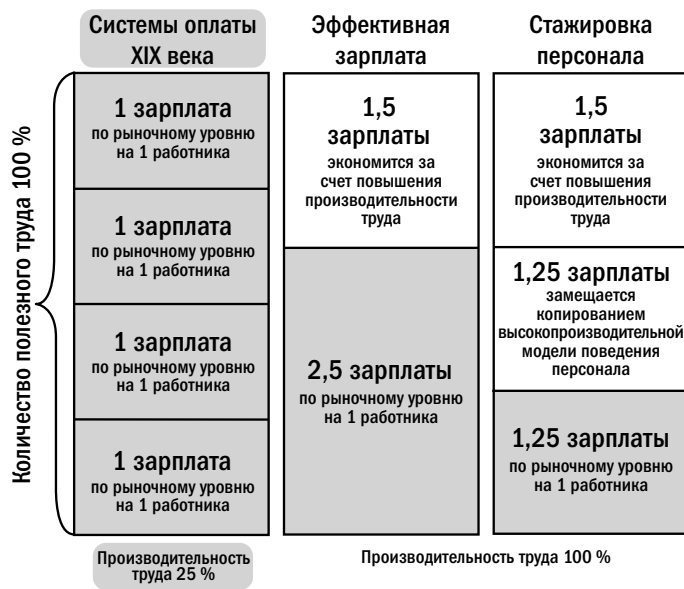 Системы оплаты
XIX века
Эффективная
зарплата
Стажировка
персонала
Количество полезного труда 100 %
1 зарплата
по рыночному уровню
на 1 работника
1 зарплата
по рыночному уровню
на 1 работника
1 зарплата
по рыночному уровню
на 1 работника
1 зарплата
по рыночному уровню
на 1 работника
1,5
зарплаты
экономится за
счет повышения
производительности
труда
2,5 зарплаты
по рыночному уровню
на 1 работника
1,5
зарплаты
экономится за
счет повышения
производительности
труда
1,25 зарплаты
замещается
копированием
высокопроизводительной
модели поведения
персонала
1,25 зарплаты
по рыночному уровню
на 1 работника
Производительность
труда 25 %
Производительность труда 100 %